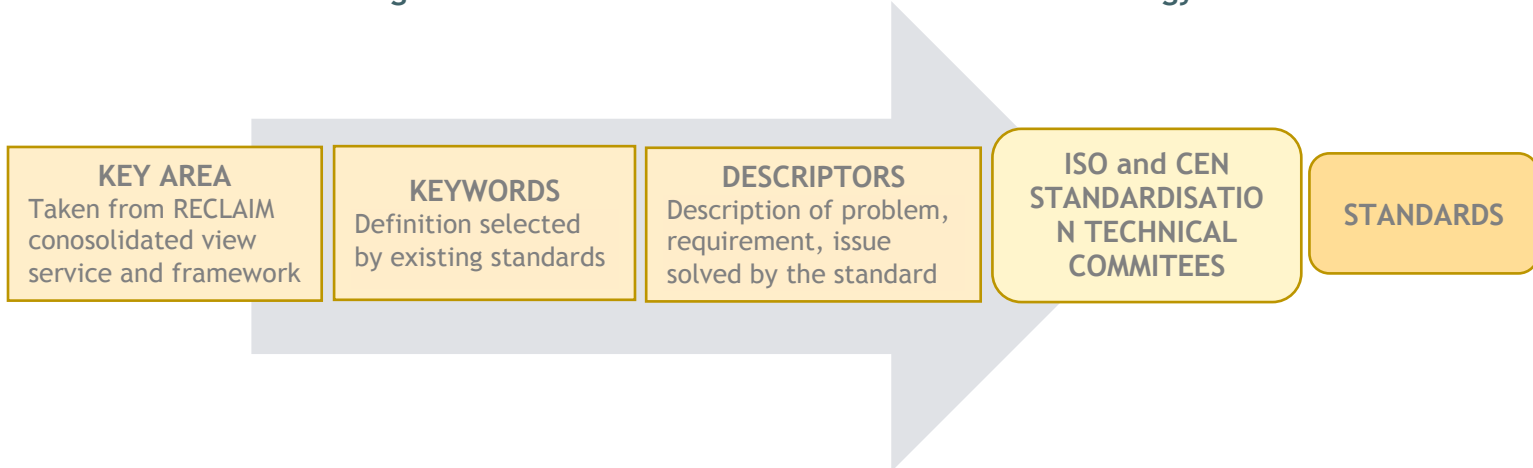 KEY AREA
Taken from RECLAIM
conosolidated view
service and framework
KEYWORDS
Definition selected
by existing standards
DESCRIPTORS
Description of problem,
requirement, issue
solved by the standard
ISO and CEN
STANDARDISATIO
N TECHNICAL
COMMITEES
STANDARDS